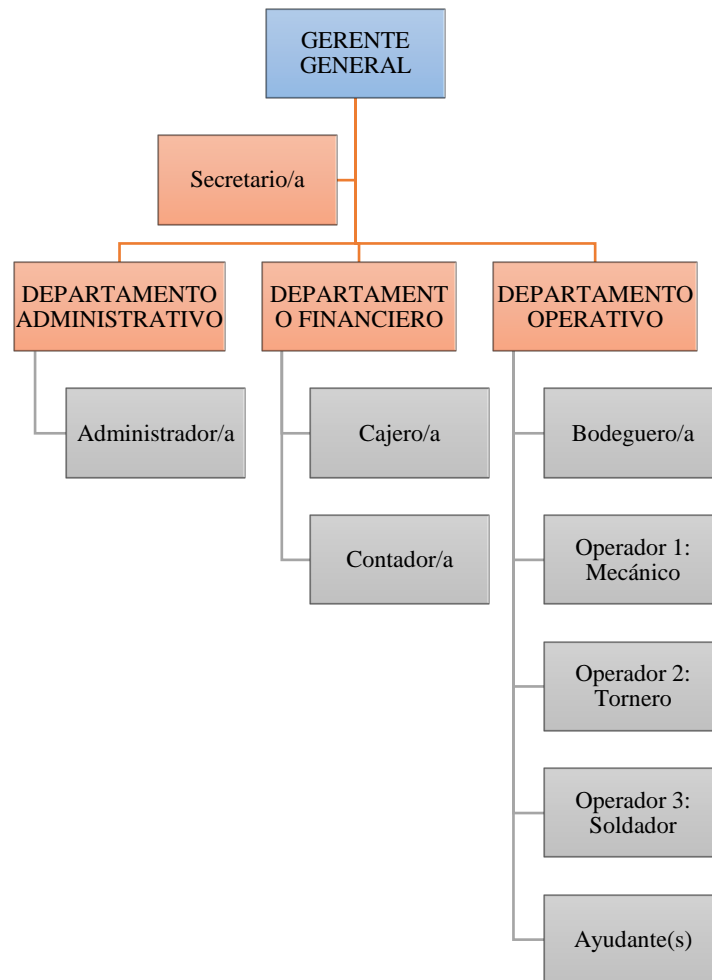 GERENTE
GENERAL
Secretario/a
DEPARTAMENTO
ADMINISTRATIVO
DEPARTAMENT
O FINANCIERO
DEPARTAMENTO
OPERATIVO
Administrador/a
Cajero/a
Bodeguero/a
Contador/a
Operador 1:
Mecánico
Operador 2:
Tornero
Operador 3:
Soldador
Ayudante(s)